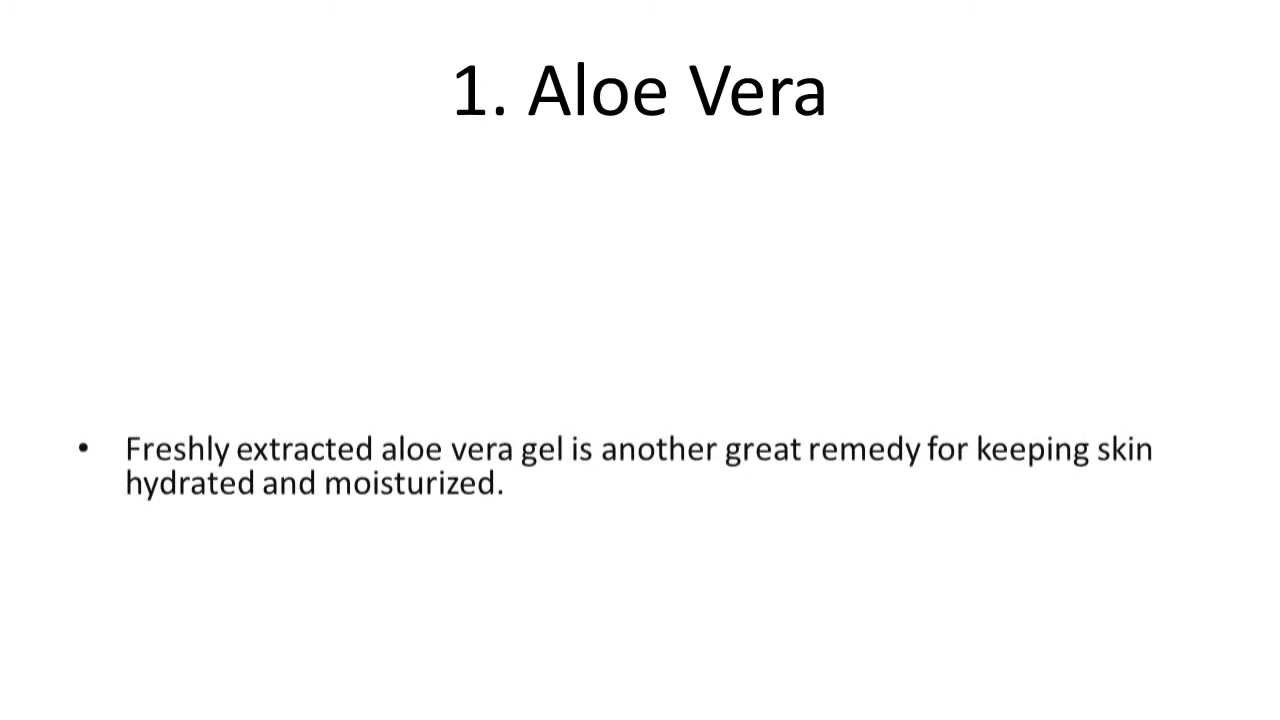 1. Aloe Vera
• Freshly extracted aloe vera gel is another great remedy for keeping skin
hydrated and moisturized.